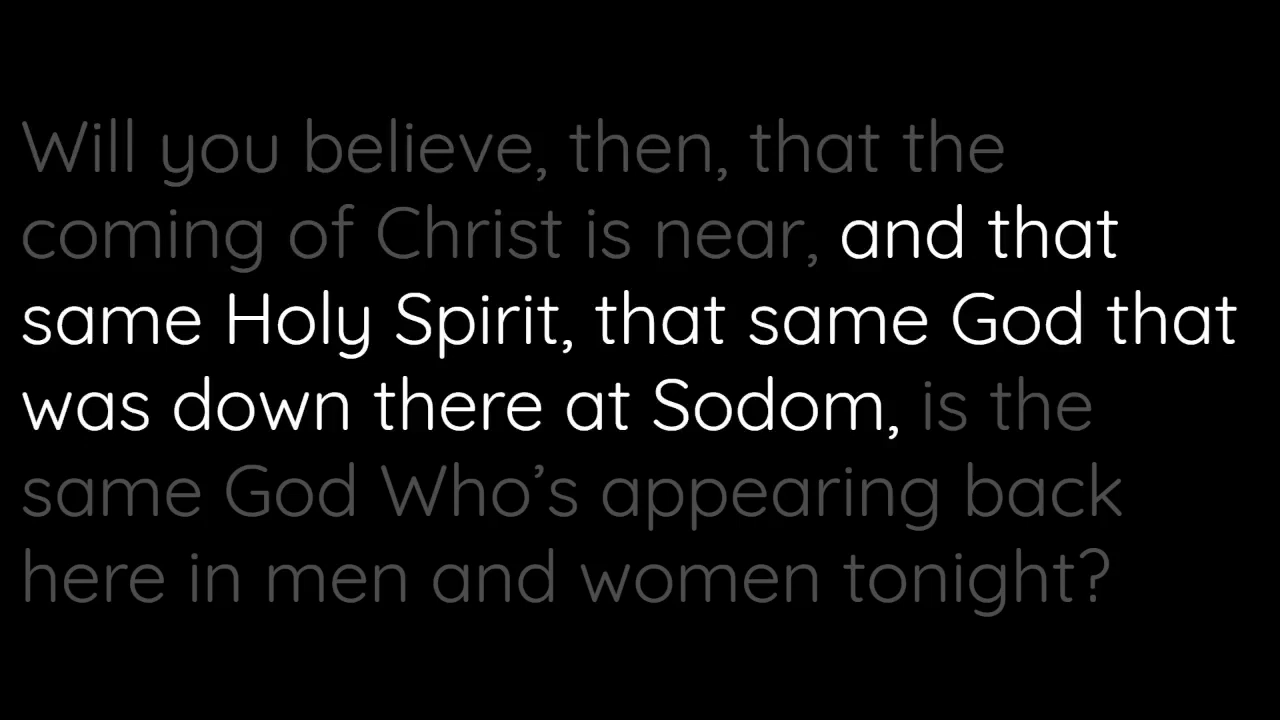 Will you believe, then, that the
coming of Christ is near, and that
same Holy Spirit, that same God that
was down there at Sodom, is the
same God Who’s appearing back
here in men and women tonight?